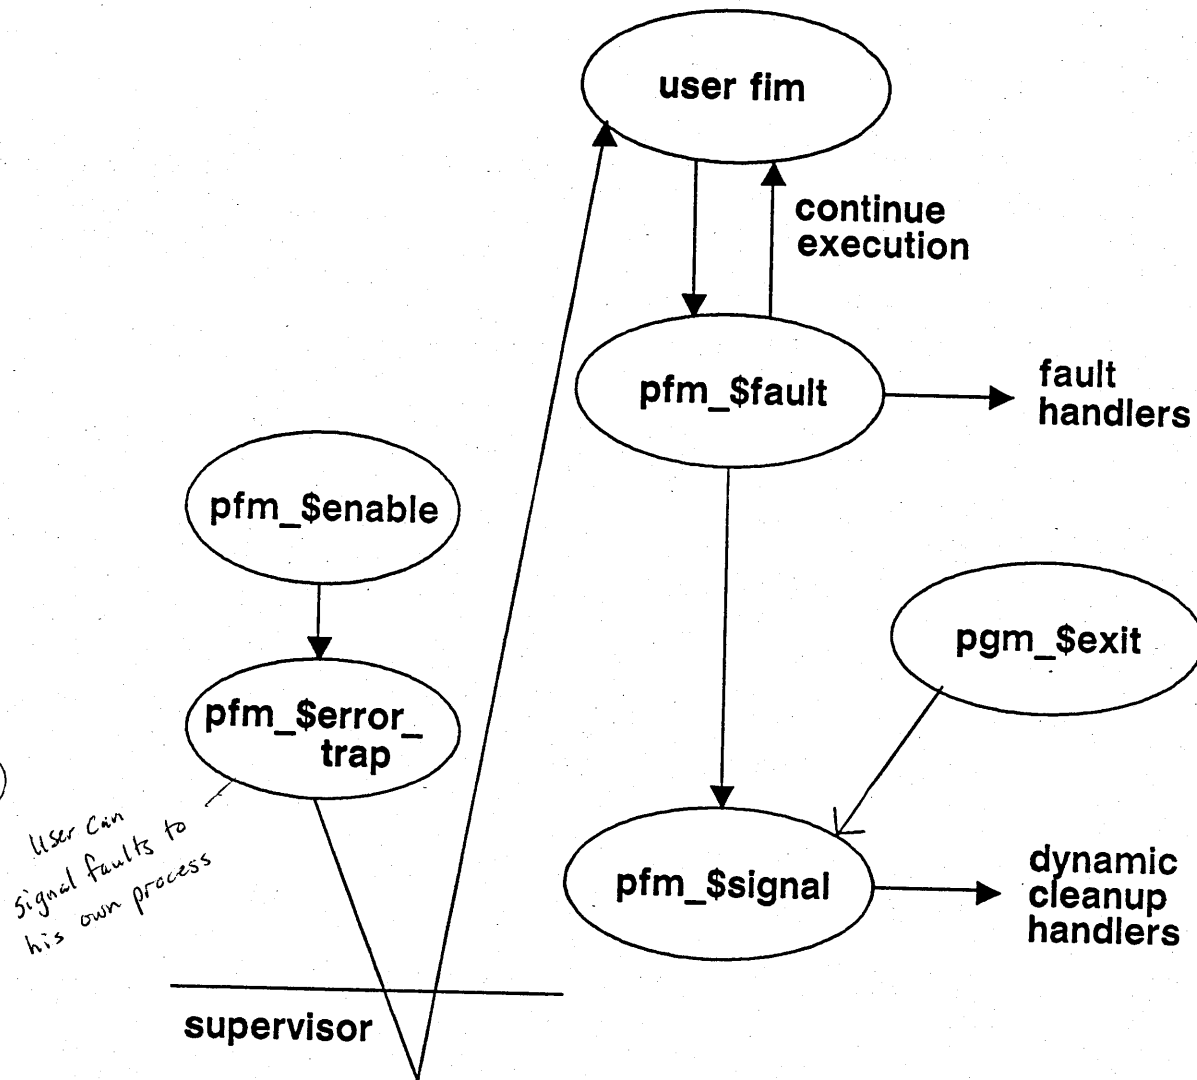 user fim
continue
execution
pfm_$fault
fault
handlers
pfm_$enable
pgm_$exit
pfm_$error_
trap
User can
signal faults to
his own process
pfm_$signal
dynamic
cleanup
handlers
supervisor